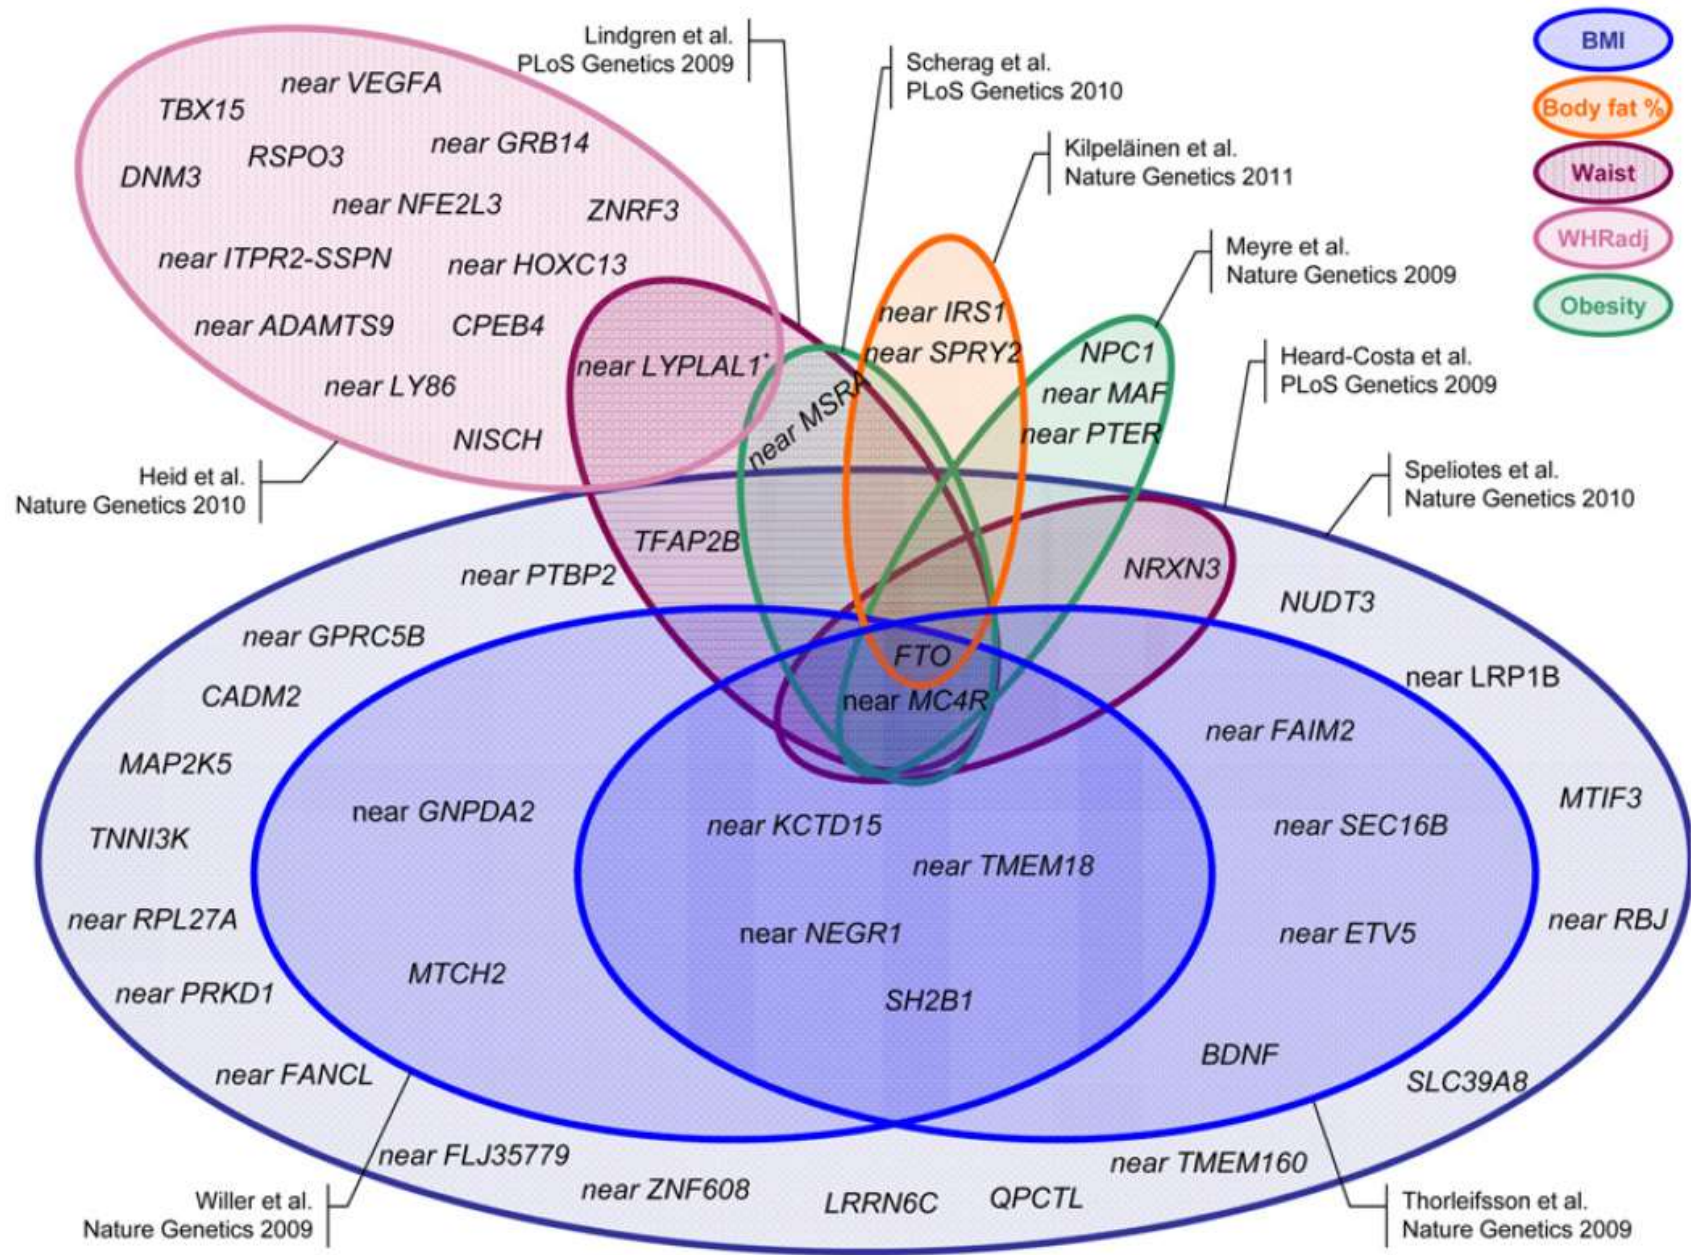 Lindgren et al.
PLoS Genetics 2009
Scherag et al.
PLoS Genetics 2010
Kilpeläinen et al.
Nature Genetics 2011
Meyre et al.
Nature Genetics 2009
Heard-Costa et al.
PLoS Genetics 2009
Speliotes et al.
Nature Genetics 2010
BMI
Body fat %
Waist
WHRadj
Obesity
near VEGFA
TBX15
near GRB14
RSPO3
DNM3
near NFE2L3
ZNRF3
near ITPR2-SSPN
near HOXC13
near ADAMTS9
CPEB4
near LYPLAL1*
near LY86
NISCH
Heid et al.
Nature Genetics 2010
near MSRA
near IRS1
near SPRY2
NPC1
near MAF
near PTER
TFAP2B
near PTBP2
NRXN3
NUDT3
near GPRC5B
FTO
near LRP1B
CADM2
near MC4R
near FAIM2
MAP2K5
MTIF3
near GNPDA2
near KCTD15
near SEC16B
TNNI3K
near TMEM18
near RPL27A
near NEGR1
near ETV5
near RBJ
MTCH2
near PRKD1
SH2B1
BDNF
near FANCL
SLC39A8
near FLJ35779
near TMEM160
near ZNF608
LRRN6C
QPCTL
Willer et al.
Nature Genetics 2009
Thorleifsson et al.
Nature Genetics 2009